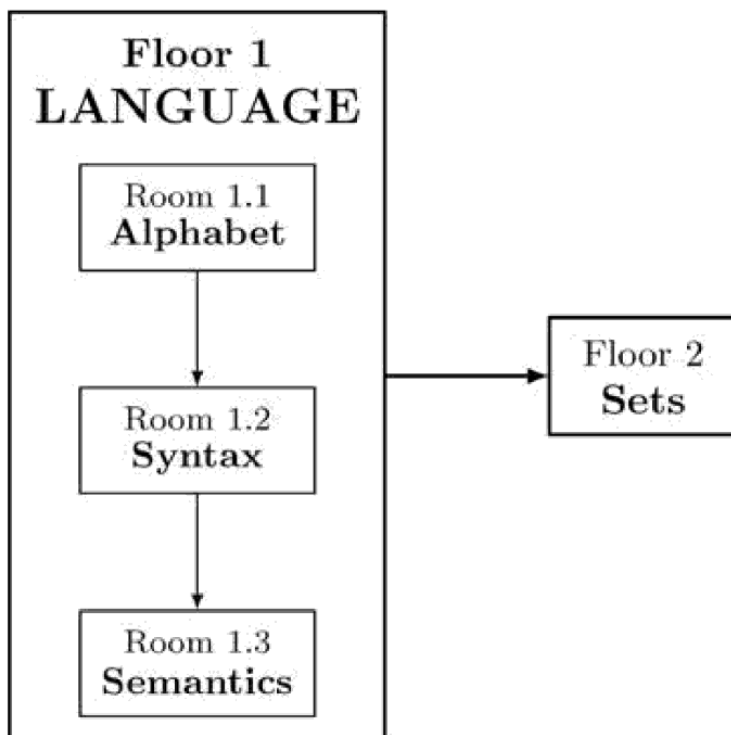 Floor 1
LANGUAGE
Room 1.1
Alphabet
Room 1.2
Syntax
Room 1.3
Semantics
Floor 2
Sets